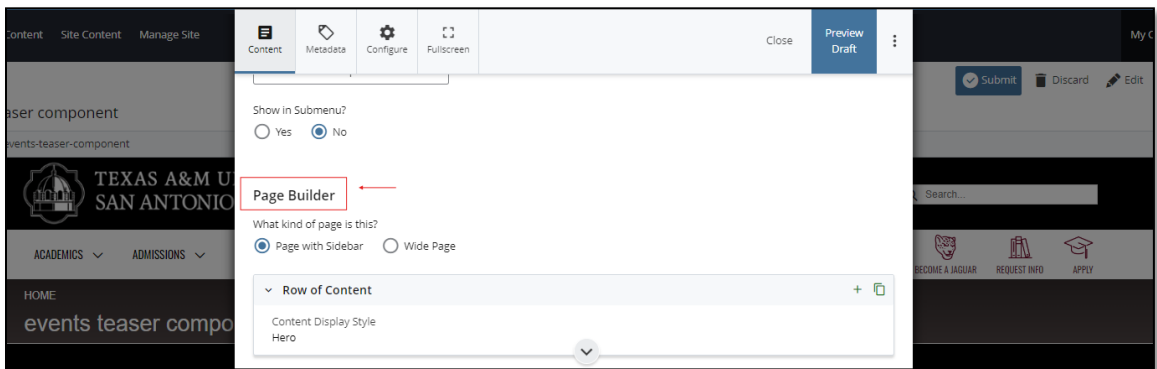 Content Site Content Manage Site
Content Metadata Configure Fullscreen Close Preview Draft
Submit Discard Edit
component
events-teaser-component
Show in Submenu?
Yes No
TEXAS A&M
SAN ANTONIO
Page Builder
Search...
What kind of page is this?
Page with Sidebar Wide Page
ACADEMICS ADMISSIONS
BECOME A JAGUAR REQUEST INFO APPLY
Row of Content
HOME
events teaser compo
Content Display Style
Hero